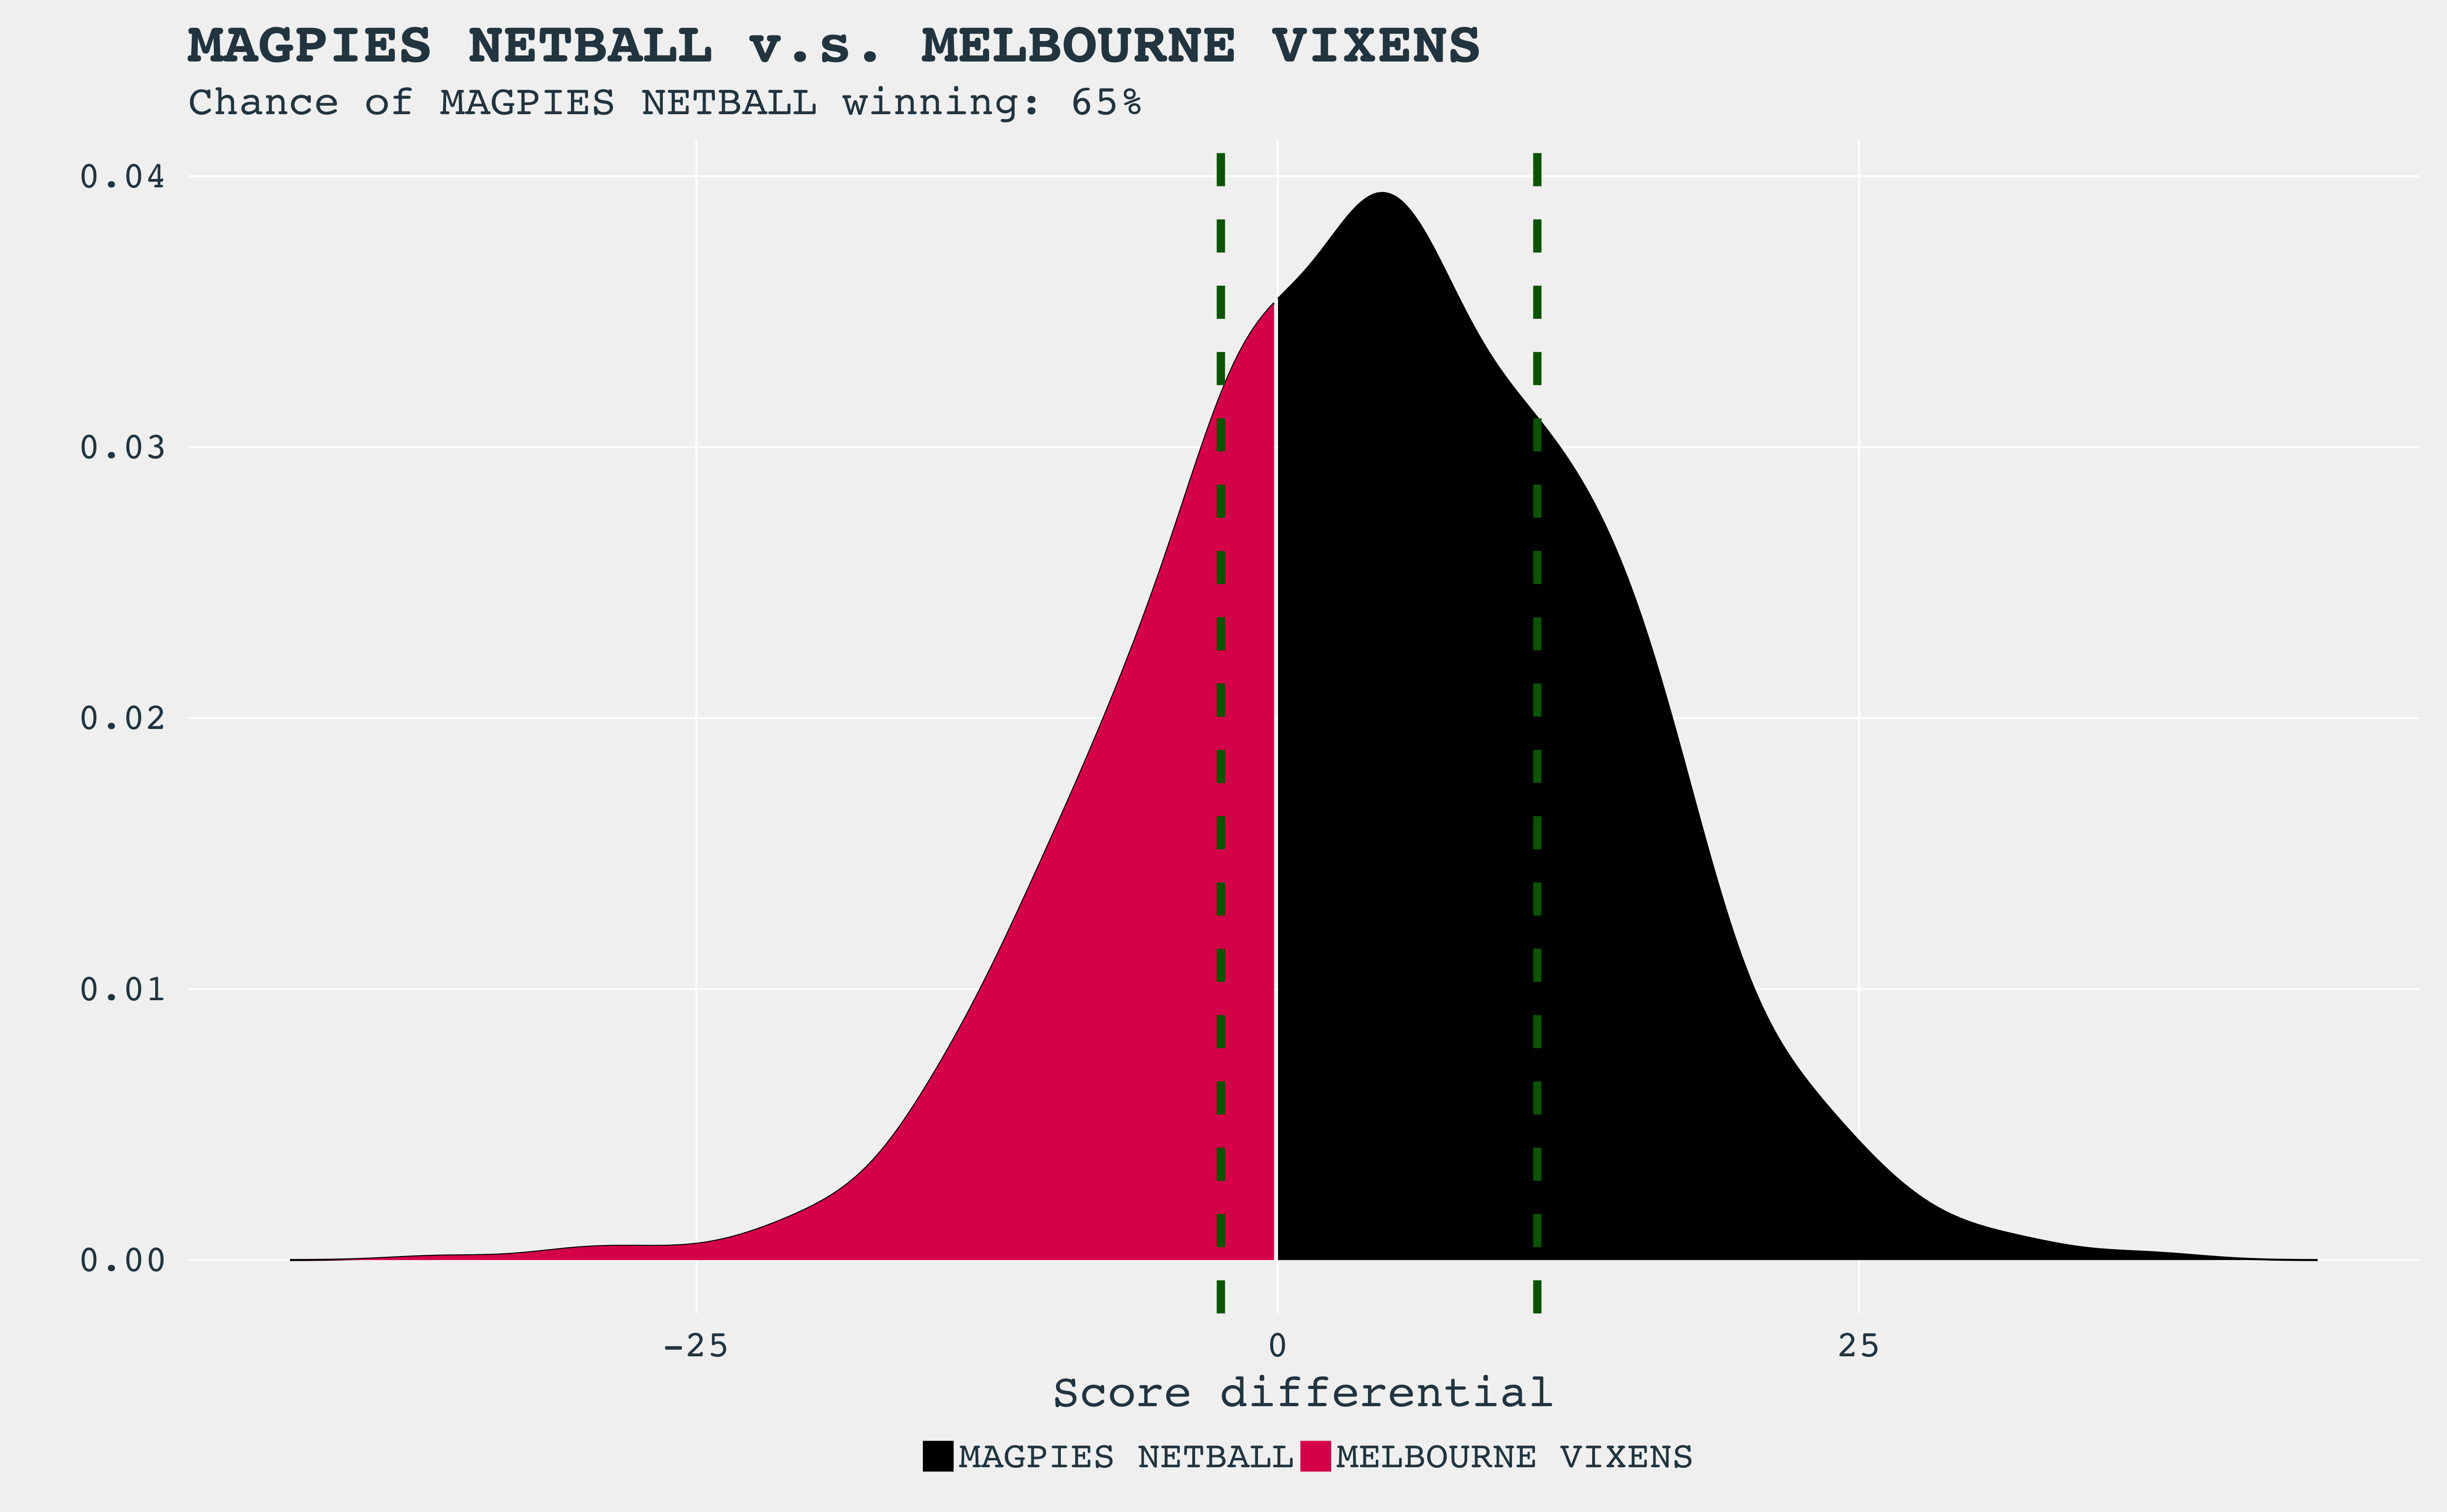 MAGPIES NETBALL v.s. MELBOURNE VIXENS
Chance of MAGPIES NETBALL winning: 65%
0.04
0.03
0.02
0.01
0.00
-25 0 25
Score differential
MAGPIES NETBALL MELBOURNE VIXENS